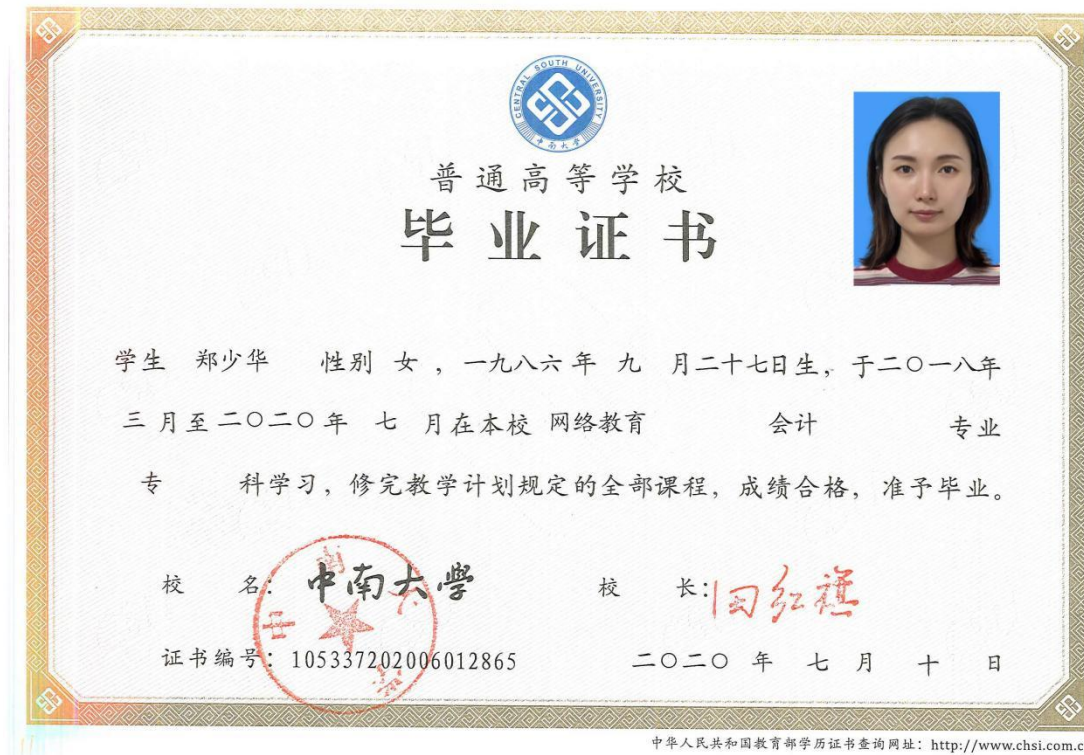 CENTRAL SOUTH UNIVERSITY
中南大学
普通高等学校
毕业证书
学生 郑少华 性别 女 ，一九八六年 九 月二十七日生，于二〇一八年
三 月至二〇二〇年 七 月在本校 网络教育 会计 专业
专 科学习，修完教学计划规定的全部课程，成绩合格，准予毕业。
校 名：中南大學 校 长：田红旗
中南大学
证书编号：105337202006012865 二〇二〇 年 七 月 十 日
中华人民共和国教育部学历证书查询网址：http://www.chsi.com.c